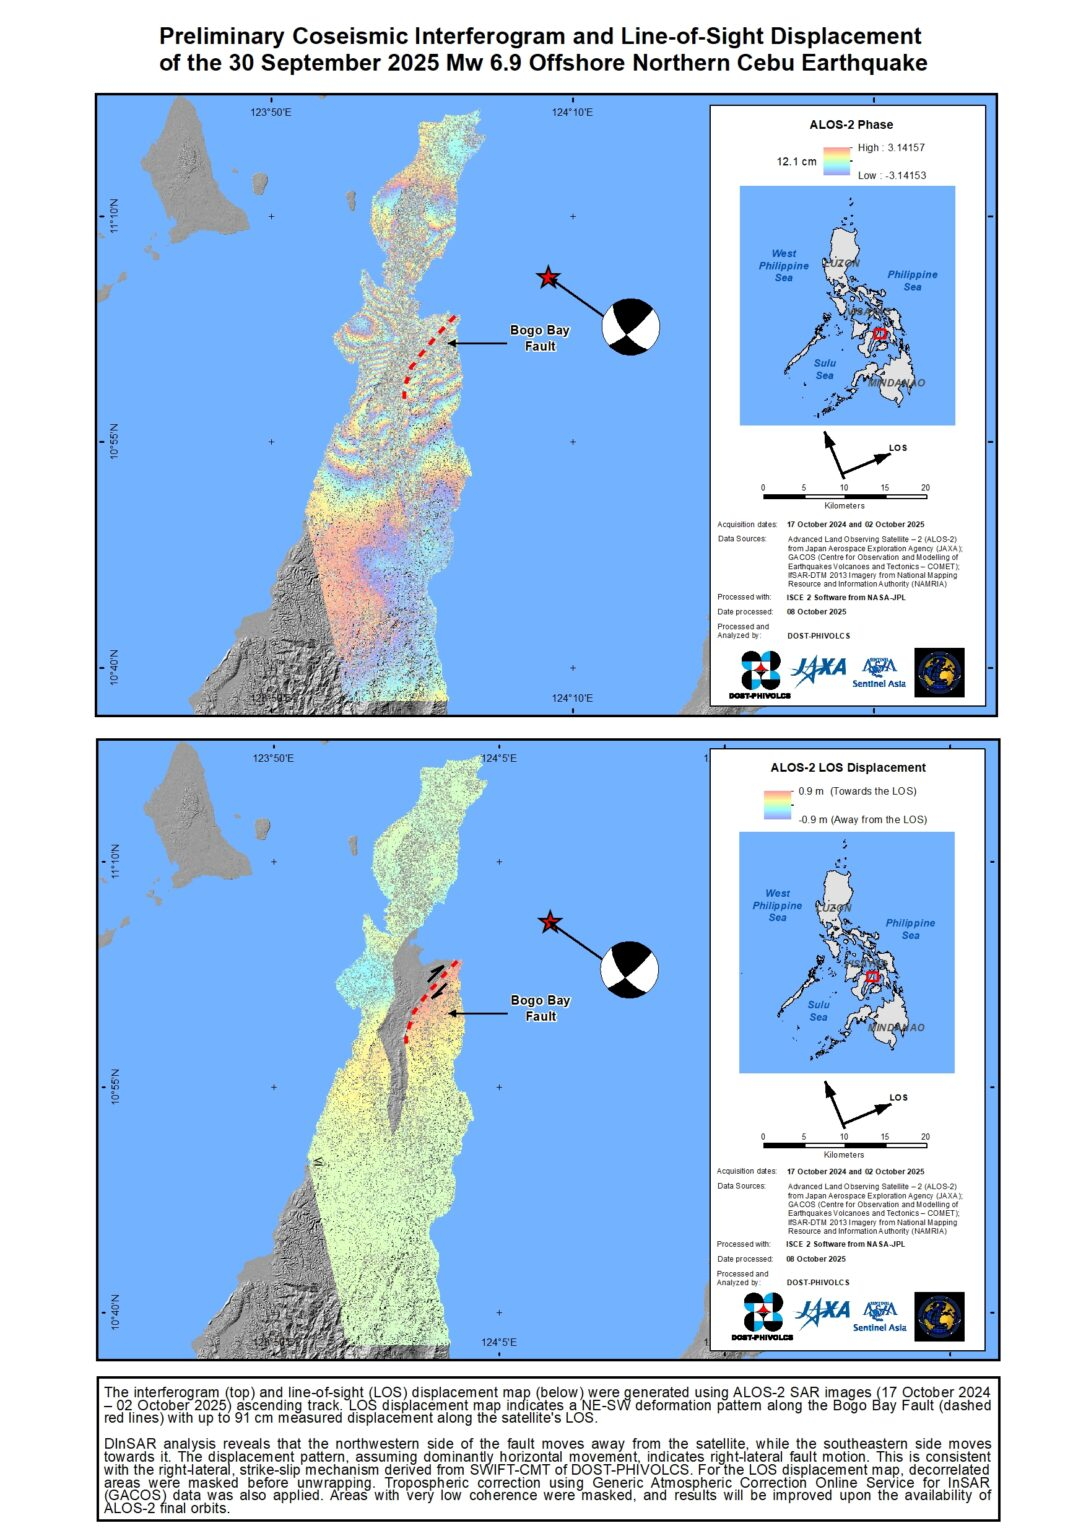 Preliminary Coseismic Interferogram and Line-of-Sight Displacement
of the 30 September 2025 Mw 6.9 Offshore Northern Cebu Earthquake
123°50'E
124°10'E
11°10'N
10°55'N
10°40'N
124°10'E
Bogo Bay
Fault
ALOS-2 Phase
12.1 cm
High : 3.14157
Low : -3.14153
West
Philippine
Sea
Philippine
Sea
LUZON
VISAYAS
Sulu
Sea
MINDANAO
LOS
0 5 10 15 20
Kilometers
Acquisition dates: 17 October 2024 and 02 October 2025
Data Sources: Advanced Land Observing Satellite – 2 (ALOS-2)
from Japan Aerospace Exploration Agency (JAXA);
GACOS (Centre for Observation and Modelling of
Earthquakes Volcanoes and Tectonics – COMET);
IfSAR-DTM 2013 Imagery from National Mapping
Resource and Information Authority (NAMRIA)
Processed with: ISCE 2 Software from NASA-JPL
Date processed: 08 October 2025
Processed and
Analyzed by: DOST-PHIVOLCS
DOST-PHIVOLCS
JAXA
Sentinel Asia
123°50'E
124°5'E
11°10'N
10°55'N
10°40'N
124°5'E
Bogo Bay
Fault
ALOS-2 LOS Displacement
0.9 m (Towards the LOS)
-0.9 m (Away from the LOS)
West
Philippine
Sea
Philippine
Sea
LUZON
VISAYAS
Sulu
Sea
MINDANAO
LOS
0 5 10 15 20
Kilometers
Acquisition dates: 17 October 2024 and 02 October 2025
Data Sources: Advanced Land Observing Satellite – 2 (ALOS-2)
from Japan Aerospace Exploration Agency (JAXA);
GACOS (Centre for Observation and Modelling of
Earthquakes Volcanoes and Tectonics – COMET);
IfSAR-DTM 2013 Imagery from National Mapping
Resource and Information Authority (NAMRIA)
Processed with: ISCE 2 Software from NASA-JPL
Date processed: 08 October 2025
Processed and
Analyzed by: DOST-PHIVOLCS
DOST-PHIVOLCS
JAXA
Sentinel Asia
The interferogram (top) and line-of-sight (LOS) displacement map (below) were generated using ALOS-2 SAR images (17 October 2024
– 02 October 2025) ascending track. LOS displacement map indicates a NE-SW deformation pattern along the Bogo Bay Fault (dashed
red lines) with up to 91 cm measured displacement along the satellite's LOS.
DInSAR analysis reveals that the northwestern side of the fault moves away from the satellite, while the southeastern side moves
towards it. The displacement pattern, assuming dominantly horizontal movement, indicates right-lateral fault motion. This is consistent
with the right-lateral, strike-slip mechanism derived from SWIFT-CMT of DOST-PHIVOLCS. For the LOS displacement map, decorrelated
areas were masked before unwrapping. Tropospheric correction using Generic Atmospheric Correction Online Service for InSAR
(GACOS) data was also applied. Areas with very low coherence were masked, and results will be improved upon the availability of
ALOS-2 final orbits.